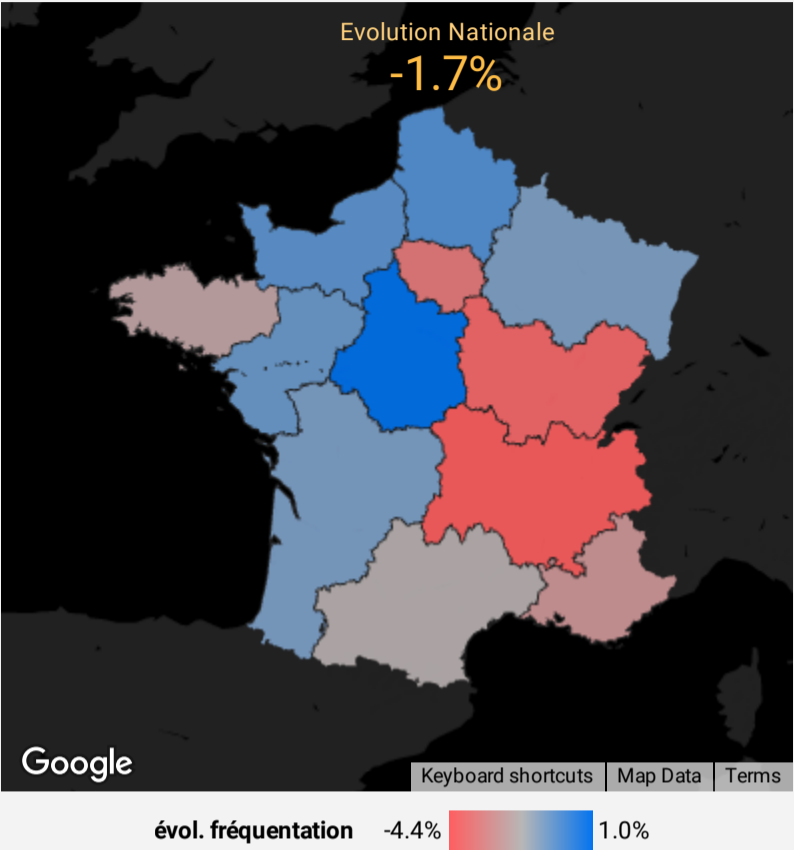 Evolution Nationale
-1.7%
Google
Keyboard shortcuts Map Data Terms
évol. fréquentation -4.4% 1.0%